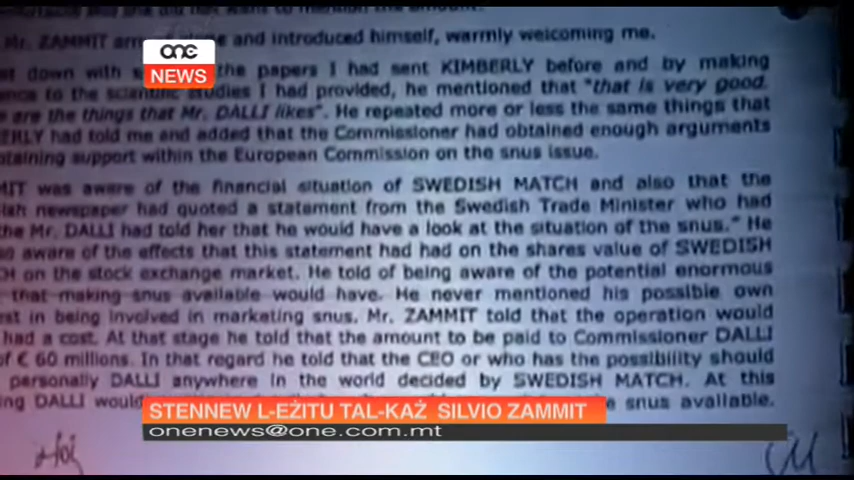 to mention the amount.
Mr. ZAMMIT and introduced himself, warmly welcoming me.
one
NEWS
down with the papers I had sent KIMBERLY before and by making
to the scientific studies I had provided, he mentioned that "that is very good.
are the things that Mr. DALLI likes". He repeated more or less the same things that
had told me and added that the Commissioner had obtained enough arguments
support within the European Commission on the snus issue.
was aware of the financial situation of SWEDISH MATCH and also that the
newspaper had quoted a statement from the Swedish Trade Minister who had
the Mr. DALLI had told her that he would have a look at the situation of the snus." He
aware of the effects that this statement had had on the shares value of SWEDISH
on the stock exchange market. He told of being aware of the potential enormous
that making snus available would have. He never mentioned his possible own
in being involved in marketing snus. Mr. ZAMMIT told that the operation would
had a cost. At that stage he told that the amount to be paid to Commissioner DALLI
of € 60 millions. In that regard he told that the CEO or who has the possibility should
personally DALLI anywhere in the world decided by SWEDISH MATCH. At this
DALLI would snus available.
STENNEW L-EŻITU TAL-KAŻ SILVIO ZAMMIT
onenews@one.com.mt